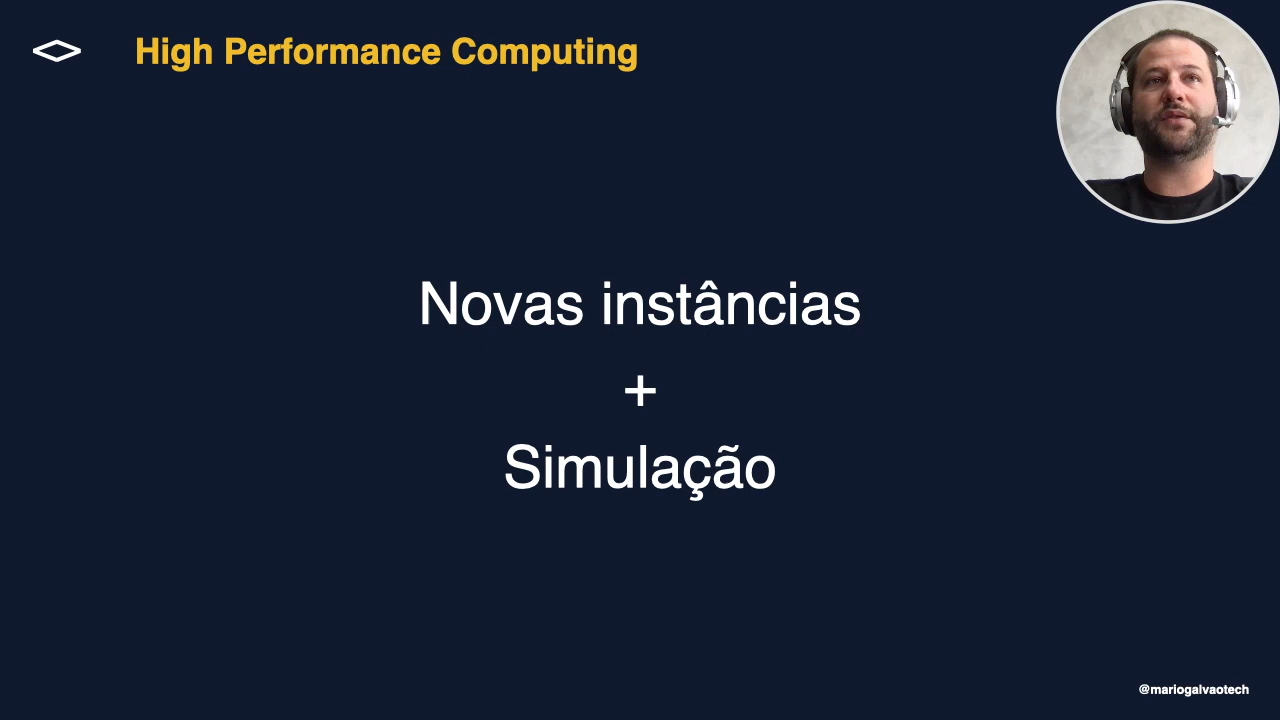 High Performance Computing
Novas instâncias
+
Simulação
@mariogalvaotech